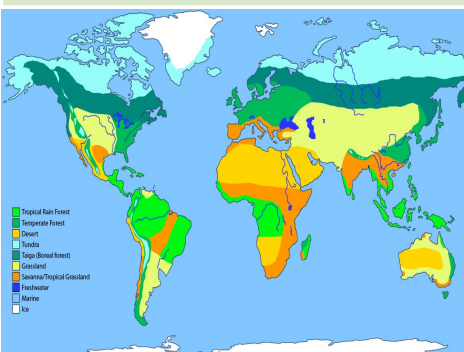 Tropical Rain Forest
Temperate Forest
Desert
Tundra
Taiga (Boreal forest)
Grassland
Savanna/Tropical Grassland
Freshwater
Marine
Ice